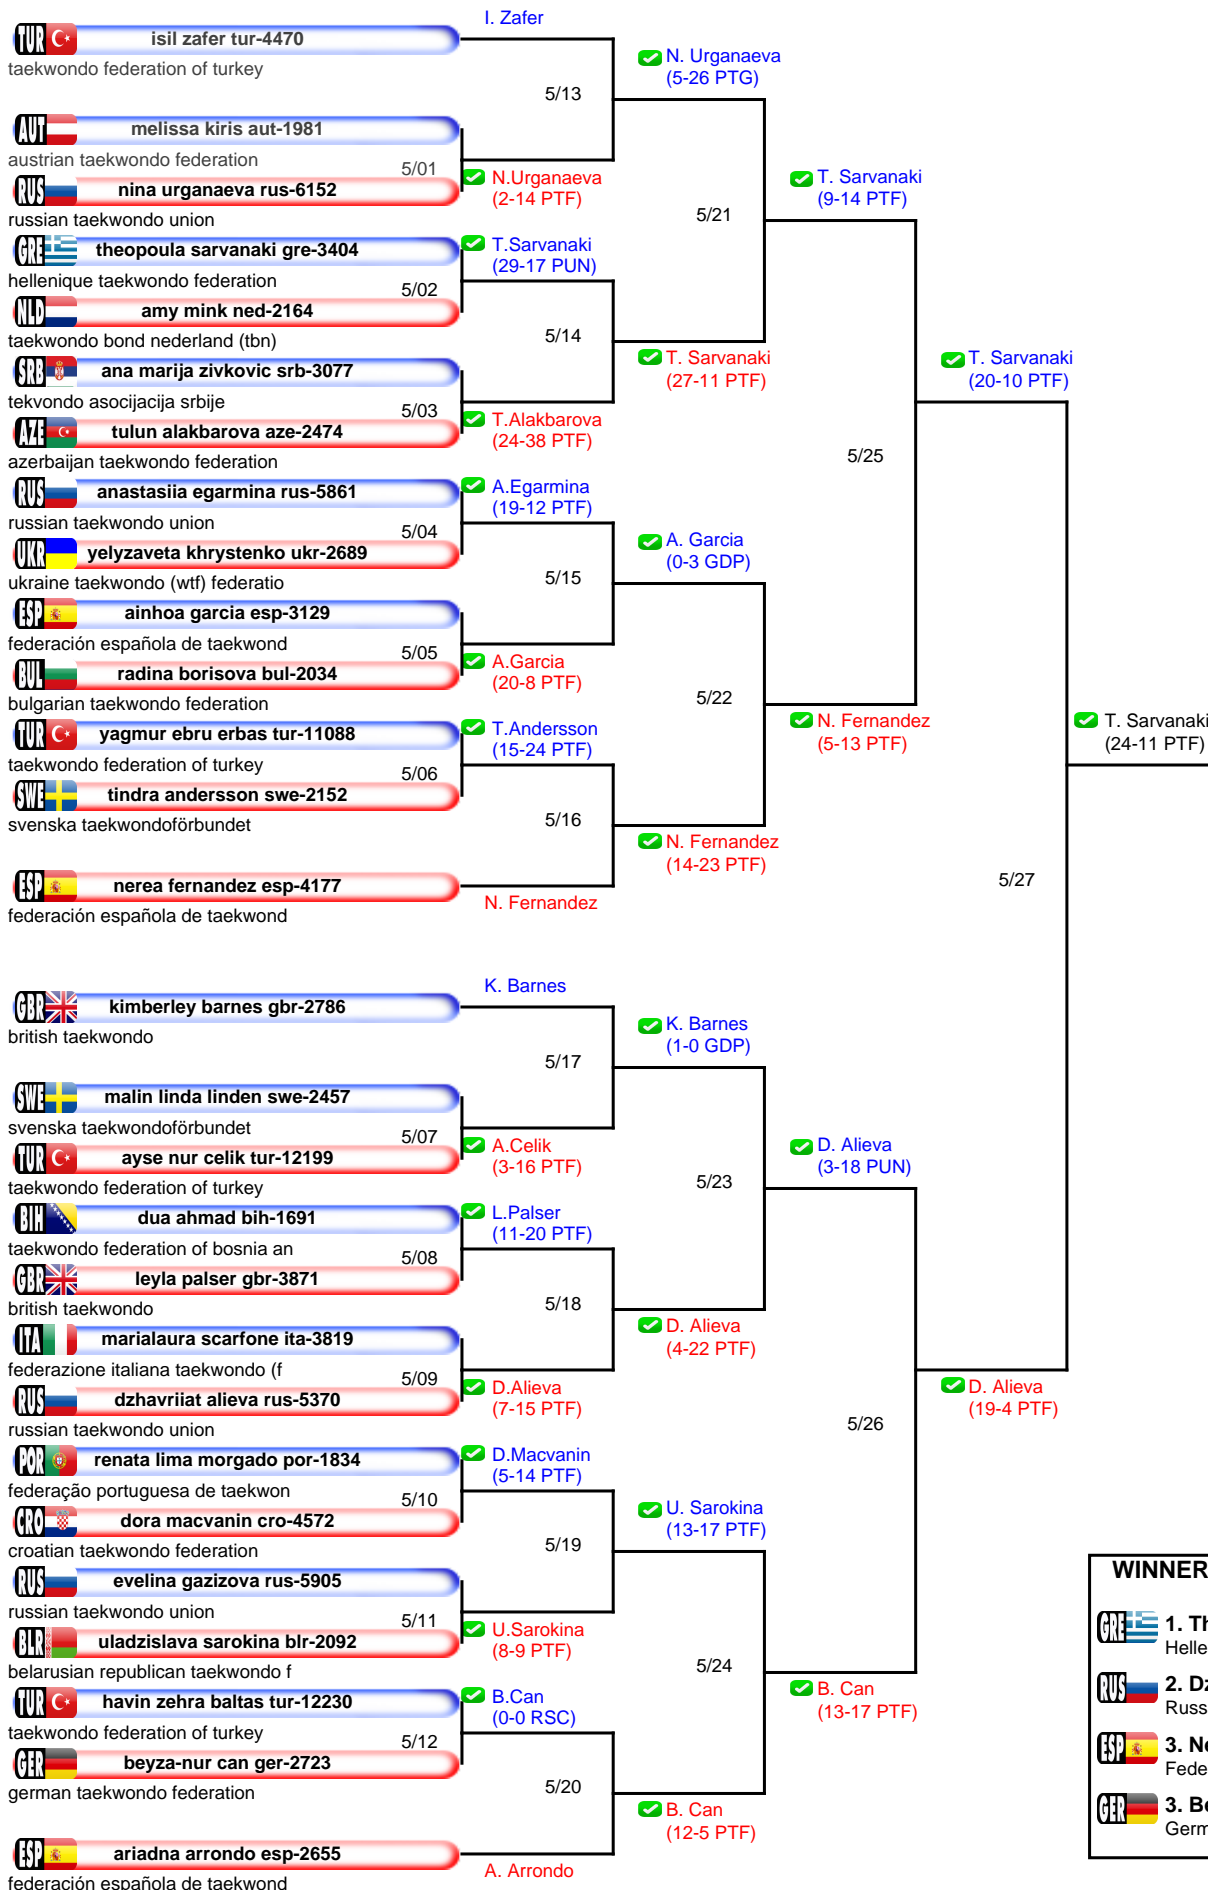 I. Zafer
TUR isil zafer tur-4470
taekwondo federation of turkey
N. Urganaeva
(5-26 PTG)
5/13
AUT melissa kiris aut-1981
austrian taekwondo federation
5/01
RUS nina urganaeva rus-6152
russian taekwondo union
N.Urganaeva
(2-14 PTF)
T. Sarvanaki
(9-14 PTF)
5/21
GRE theopoula sarvanaki gre-3404
hellenique taekwondo federation
T.Sarvanaki
(29-17 PUN)
5/02
NLD amy mink ned-2164
taekwondo bond nederland (tbn)
5/14
T. Sarvanaki
(27-11 PTF)
T. Sarvanaki
(20-10 PTF)
SRB ana marija zivkovic srb-3077
tekvondo asocijacija srbije
5/03
AZE tulun alakbarova aze-2474
azerbaijan taekwondo federation
T.Alakbarova
(24-38 PTF)
5/25
RUS anastasiia egarmina rus-5861
russian taekwondo union
A.Egarmina
(19-12 PTF)
5/04
UKR yelyzaveta khrystenko ukr-2689
ukraine taekwondo (wtf) federatio
A. Garcia
(0-3 GDP)
5/15
ESP ainhoa garcia esp-3129
federación española de taekwond
5/05
BUL radina borisova bul-2034
bulgarian taekwondo federation
A.Garcia
(20-8 PTF)
5/22
N. Fernandez
(5-13 PTF)
T. Sarvanaki
(24-11 PTF)
TUR yagmur ebru erbas tur-11088
taekwondo federation of turkey
T.Andersson
(15-24 PTF)
5/06
SWE tindra andersson swe-2152
svenska taekwondoförbundet
5/16
N. Fernandez
(14-23 PTF)
ESP nerea fernandez esp-4177
federación española de taekwond
N. Fernandez
5/27
K. Barnes
GBR kimberley barnes gbr-2786
british taekwondo
K. Barnes
(1-0 GDP)
5/17
SWE malin linda linden swe-2457
svenska taekwondoförbundet
5/07
TUR ayse nur celik tur-12199
taekwondo federation of turkey
A.Celik
(3-16 PTF)
D. Alieva
(3-18 PUN)
5/23
BIH dua ahmad bih-1691
taekwondo federation of bosnia an
L.Palser
(11-20 PTF)
5/08
GBR leyla palser gbr-3871
british taekwondo
5/18
D. Alieva
(4-22 PTF)
ITA marialaura scarfone ita-3819
federazione italiana taekwondo (f
5/09
RUS dzhavriiat alieva rus-5370
russian taekwondo union
D.Alieva
(7-15 PTF)
D. Alieva
(19-4 PTF)
5/26
POR renata lima morgado por-1834
federação portuguesa de taekwon
D.Macvanin
(5-14 PTF)
5/10
CRO dora macvanin cro-4572
croatian taekwondo federation
5/19
U. Sarokina
(13-17 PTF)
RUS evelina gazizova rus-5905
russian taekwondo union
5/11
BLR uladzislava sarokina blr-2092
belarusian republican taekwondo f
U.Sarokina
(8-9 PTF)
5/24
B. Can
(13-17 PTF)
TUR havin zehra baltas tur-12230
taekwondo federation of turkey
B.Can
(0-0 RSC)
5/12
GER beyza-nur can ger-2723
german taekwondo federation
5/20
B. Can
(12-5 PTF)
ESP ariadna arrondo esp-2655
federación española de taekwond
A. Arrondo
WINNER
GRE 1. Th
Helle
RUS 2. Dz
Russ
ESP 3. Ne
Fede
GER 3. Be
Germ